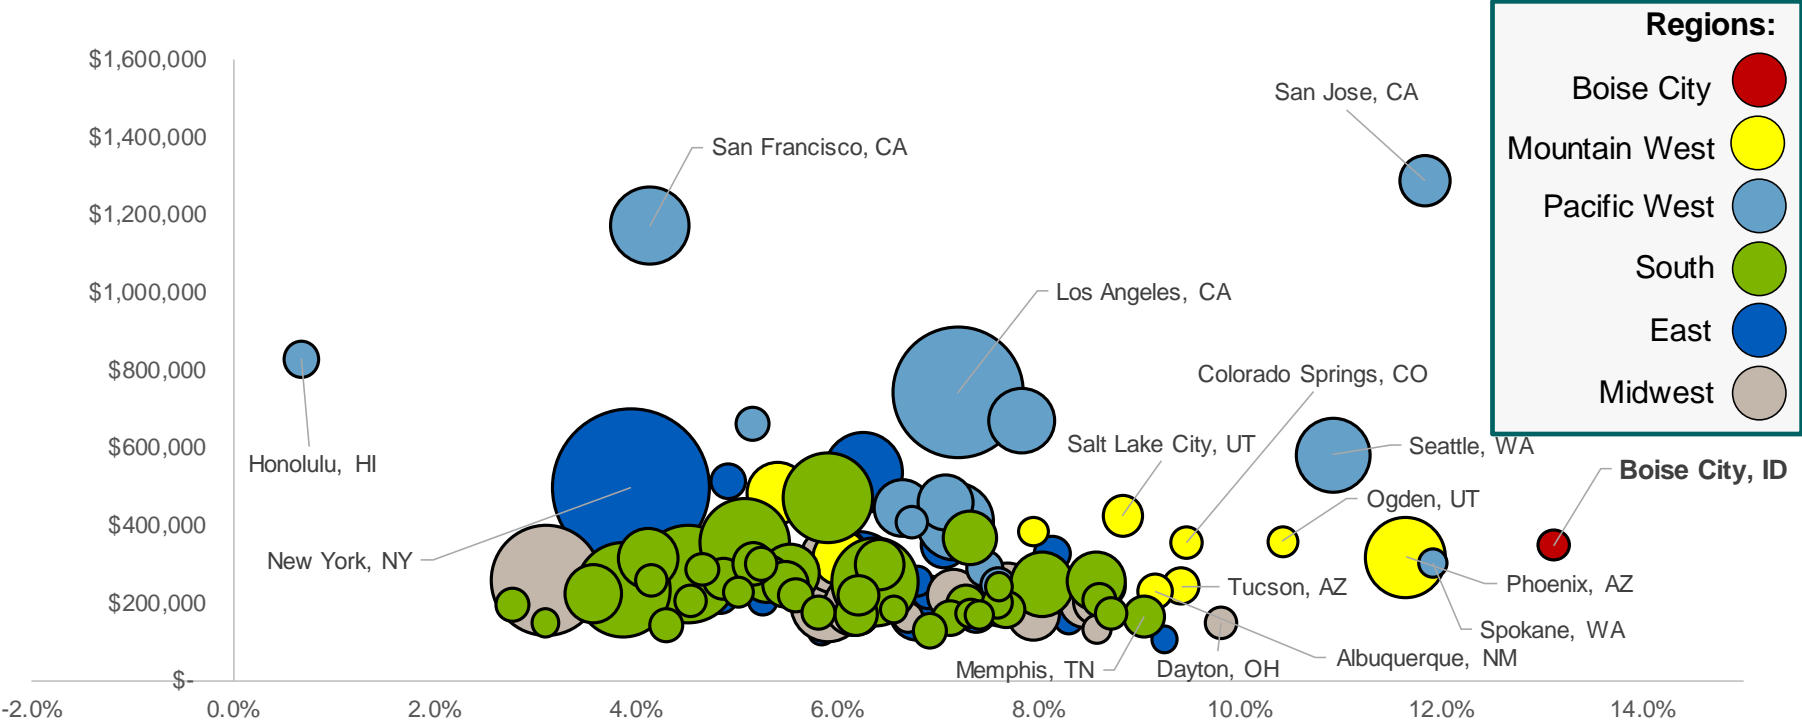 Regions:
Boise City
Mountain West
Pacific West
South
East
Midwest
$1,600,000
$1,400,000
$1,200,000
$1,000,000
$800,000
$600,000
$400,000
$200,000
$-
San Jose, CA
San Francisco, CA
Los Angeles, CA
Colorado Springs, CO
Salt Lake City, UT
Seattle, WA
Honolulu, HI
Boise City, ID
Ogden, UT
New York, NY
Phoenix, AZ
Tucson, AZ
Spokane, WA
Albuquerque, NM
Memphis, TN
Dayton, OH
-2.0%
0.0%
2.0%
4.0%
6.0%
8.0%
10.0%
12.0%
14.0%